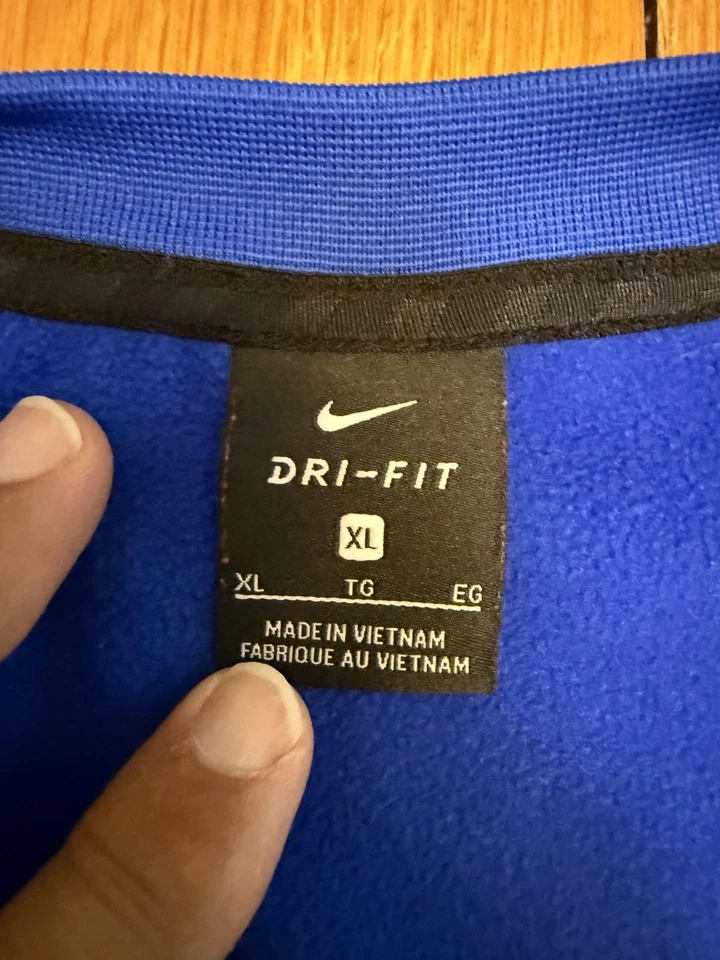 DRI-FIT
XL
XL TG EG
MADE IN VIETNAM
FABRIQUE AU VIETNAM